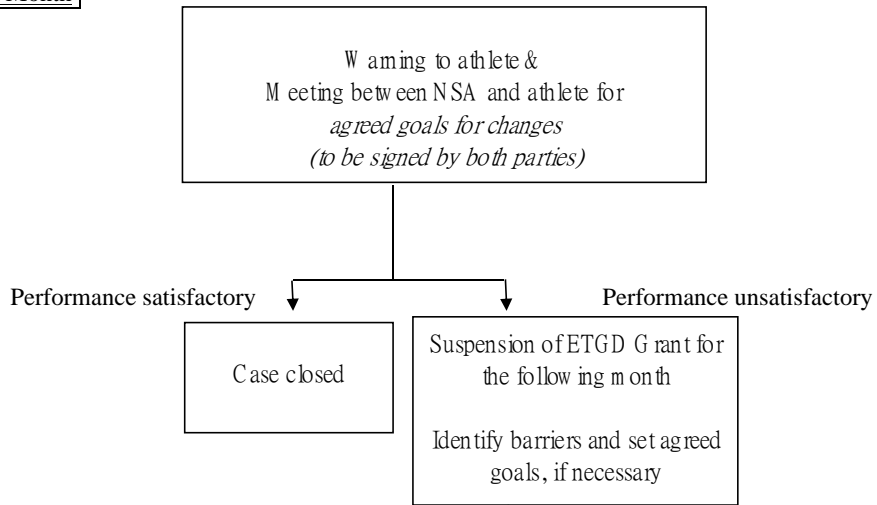 Warning to athlete &
Meeting between NSA and athlete for
agreed goals for changes
(to be signed by both parties)
Performance satisfactory
Performance unsatisfactory
Case closed
Suspension of ETGD Grant for
the following month
Identify barriers and set agreed
goals, if necessary